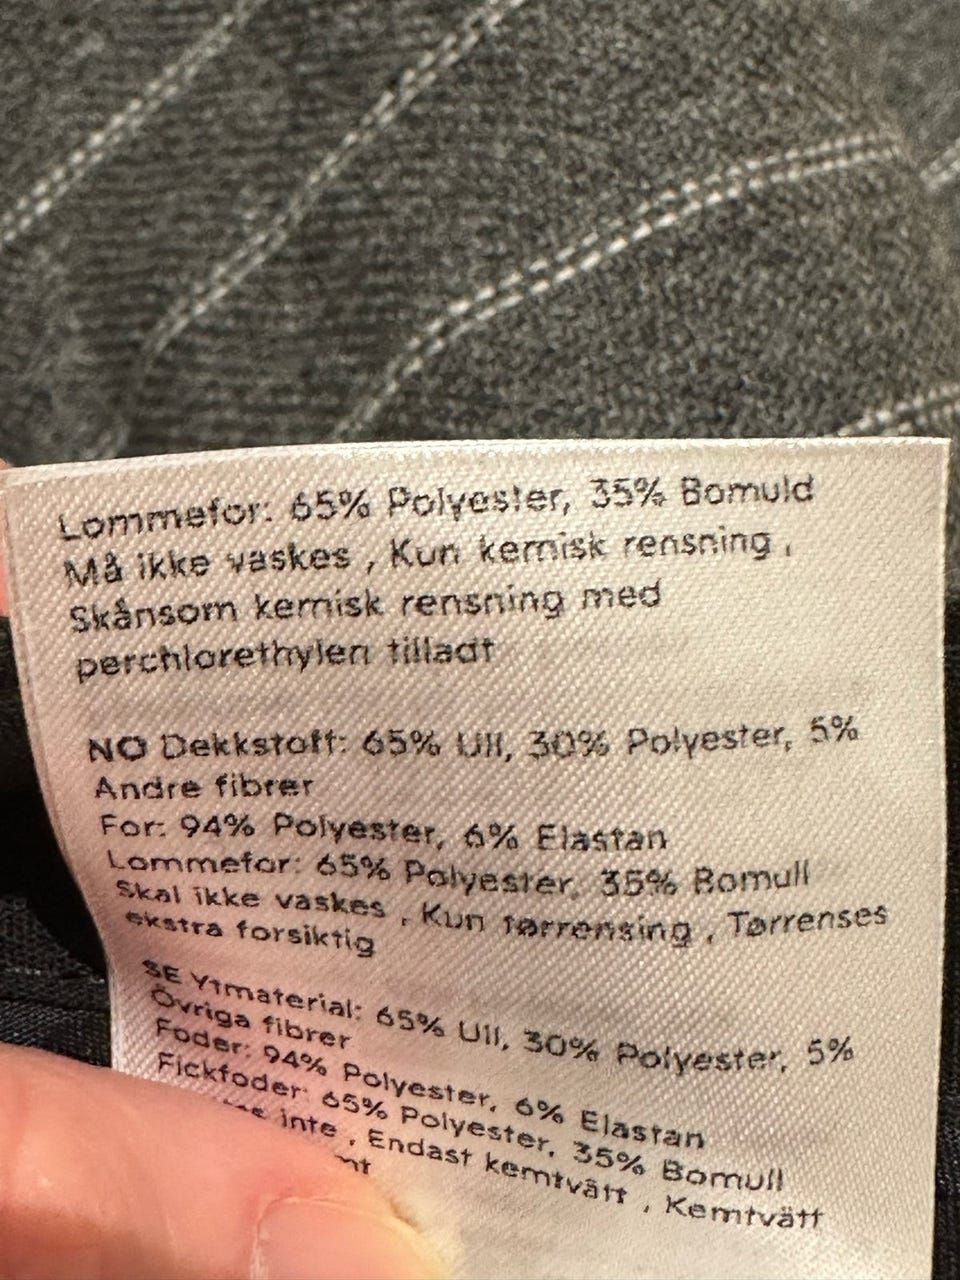 Lommefor: 65% Polyester, 35% Bomuld
Må ikke vaskes , Kun kemisk rensning ,
Skånsom kemisk rensning med
perchlorethylen tilladt
NO Dekkstoff: 65% Ull, 30% Polyester, 5%
Andre fibrer
For: 94% Polyester, 6% Elastan
Lommefor: 65% Polyester, 35% Bomull
Skal ikke vaskes , Kun tørrensing , Tørrenses
ekstra forsiktig
SE Ytmaterial: 65% Ull, 30% Polyester, 5%
Övriga fibrer
Foder: 94% Polyester, 6% Elastan
Fickfoder: 65% Polyester, 35% Bomull
inte , Endast kemtvätt , Kemtvätt